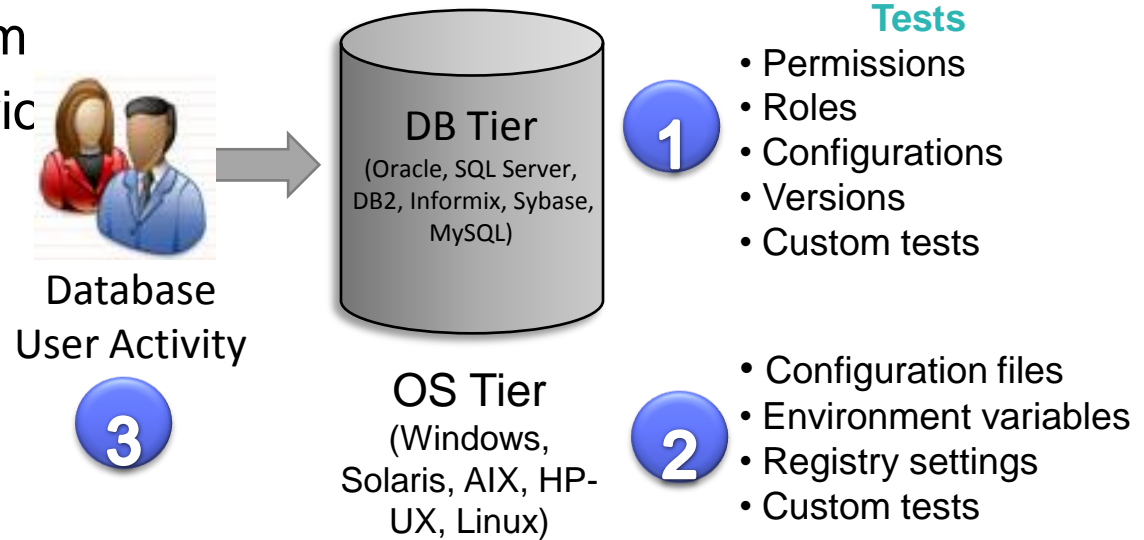 Tests
• Permissions
• Roles
• Configurations
• Versions
• Custom tests
1
DB Tier
(Oracle, SQL Server,
DB2, Informix, Sybase,
MySQL)
Database
User Activity
3
OS Tier
(Windows,
Solaris, AIX, HP-
UX, Linux)
2
• Configuration files
• Environment variables
• Registry settings
• Custom tests